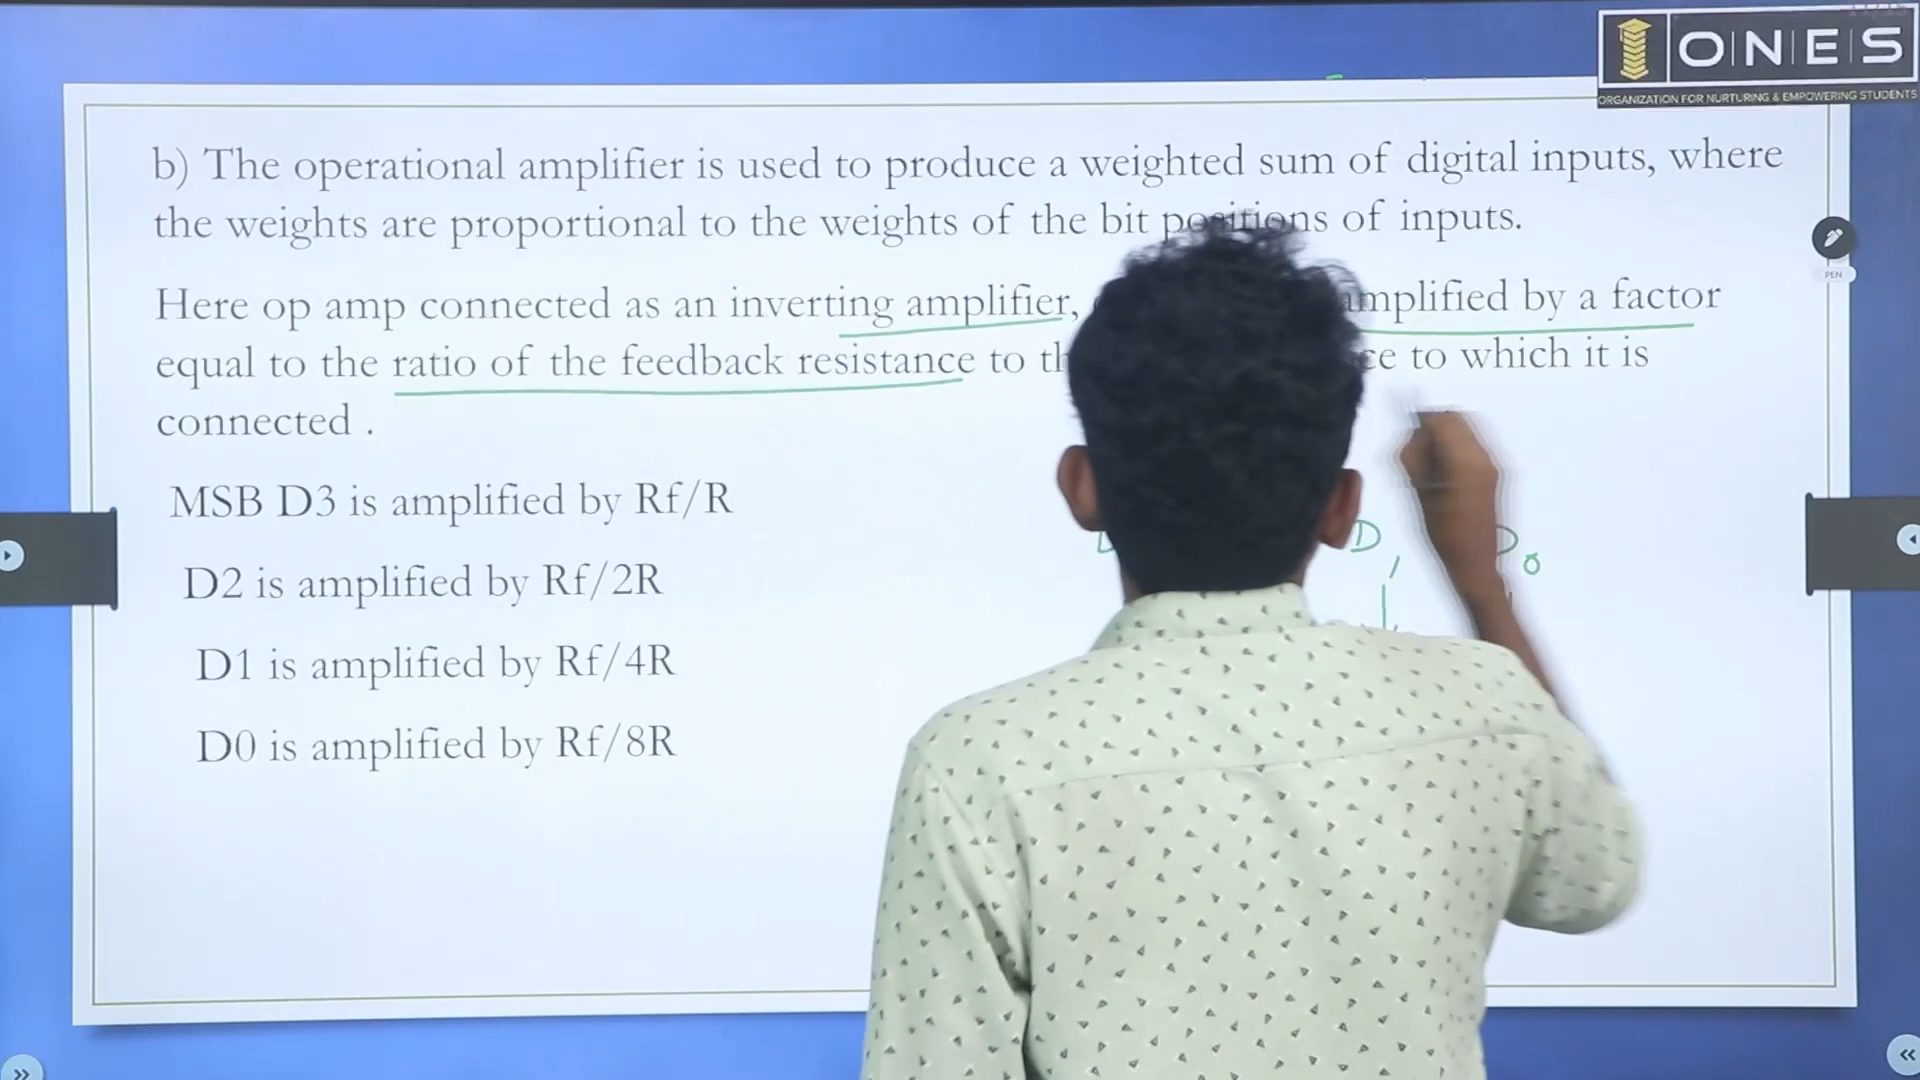 ONES
ORGANIZATION FOR NURTURING & EMPOWERING STUDENTS
b) The operational amplifier is used to produce a weighted sum of digital inputs, where
the weights are proportional to the weights of the bit positions of inputs.
PEN
Here op amp connected as an inverting amplifier, amplified by a factor
equal to the ratio of the feedback resistance to to which it is
connected .
MSB D3 is amplified by Rf/R
D2 is amplified by Rf/2R
D1 is amplified by Rf/4R
D0 is amplified by Rf/8R
D1 D0